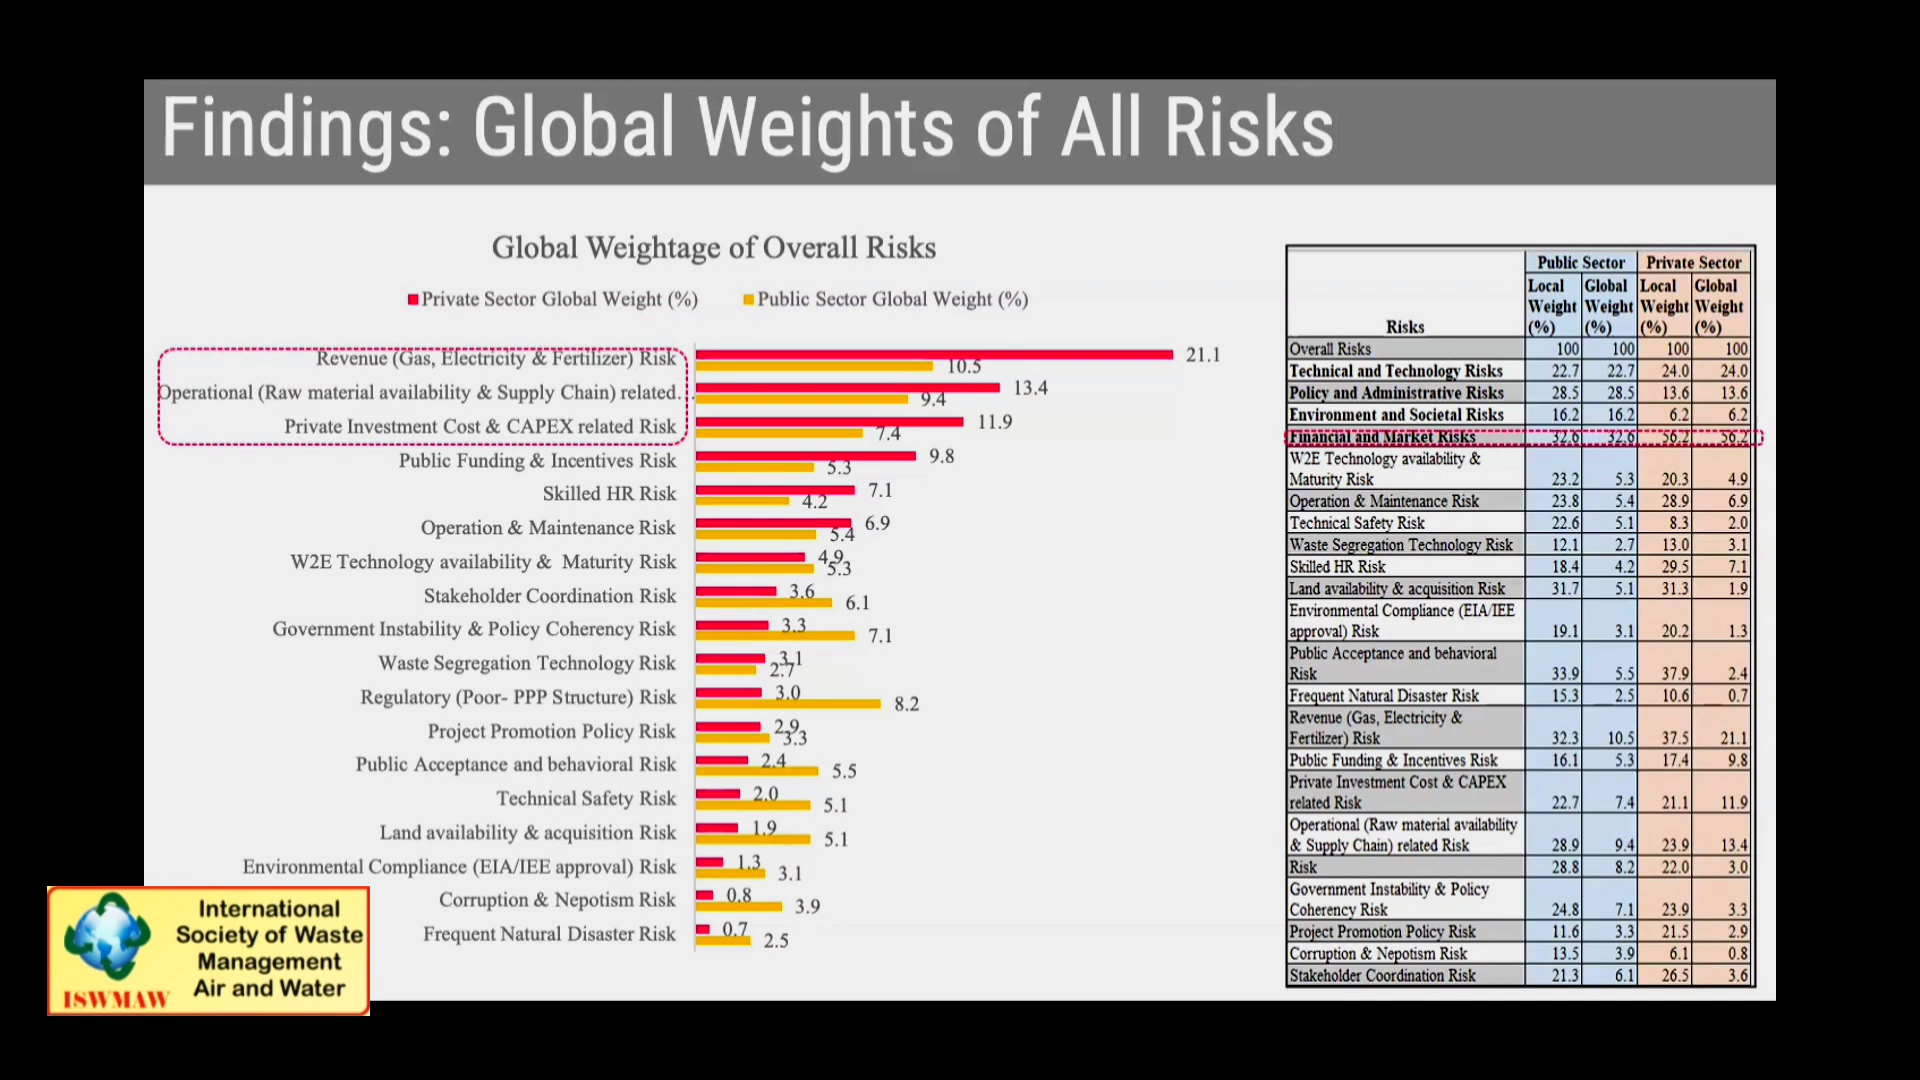 Findings: Global Weights of All Risks
Global Weightage of Overall Risks
Private Sector Global Weight (%)
Public Sector Global Weight (%)
Revenue (Gas, Electricity & Fertilizer) Risk 21.1 10.5
Operational (Raw material availability & Supply Chain) related... 13.4 9.4
Private Investment Cost & CAPEX related Risk 11.9 7.4
Public Funding & Incentives Risk 9.8 5.3
Skilled HR Risk 7.1 4.2
Operation & Maintenance Risk 6.9 5.4
W2E Technology availability & Maturity Risk 4.9 5.3
Stakeholder Coordination Risk 3.6 6.1
Government Instability & Policy Coherency Risk 3.3 7.1
Waste Segregation Technology Risk 3.1 2.7
Regulatory (Poor- PPP Structure) Risk 3.0 8.2
Project Promotion Policy Risk 2.9 3.3
Public Acceptance and behavioral Risk 2.4 5.5
Technical Safety Risk 2.0 5.1
Land availability & acquisition Risk 1.9 5.1
Environmental Compliance (EIA/IEE approval) Risk 1.3 3.1
Corruption & Nepotism Risk 0.8 3.9
Frequent Natural Disaster Risk 0.7 2.5
Public Sector Private Sector
Local Global Local Global
Weight Weight Weight Weight
Risks (%) (%) (%) (%)
Overall Risks 100 100 100 100
Technical and Technology Risks 22.7 22.7 24.0 24.0
Policy and Administrative Risks 28.5 28.5 13.6 13.6
Environment and Societal Risks 16.2 16.2 6.2 6.2
Financial and Market Risks 32.6 32.6 56.2 56.2
W2E Technology availability &
Maturity Risk 23.2 5.3 20.3 4.9
Operation & Maintenance Risk 23.8 5.4 28.9 6.9
Technical Safety Risk 22.6 5.1 8.3 2.0
Waste Segregation Technology Risk 12.1 2.7 13.0 3.1
Skilled HR Risk 18.4 4.2 29.5 7.1
Land availability & acquisition Risk 31.7 5.1 31.3 1.9
Environmental Compliance (EIA/IEE
approval) Risk 19.1 3.1 20.2 1.3
Public Acceptance and behavioral
Risk 33.9 5.5 37.9 2.4
Frequent Natural Disaster Risk 15.3 2.5 10.6 0.7
Revenue (Gas, Electricity &
Fertilizer) Risk 32.3 10.5 37.5 21.1
Public Funding & Incentives Risk 16.1 5.3 17.4 9.8
Private Investment Cost & CAPEX
related Risk 22.7 7.4 21.1 11.9
Operational (Raw material availability
& Supply Chain) related Risk 28.9 9.4 23.9 13.4
Risk 28.8 8.2 22.0 3.0
Government Instability & Policy
Coherency Risk 24.8 7.1 23.9 3.3
Project Promotion Policy Risk 11.6 3.3 21.5 2.9
Corruption & Nepotism Risk 13.5 3.9 6.1 0.8
Stakeholder Coordination Risk 21.3 6.1 26.5 3.6
International
Society of Waste
Management
Air and Water
ISWMAW